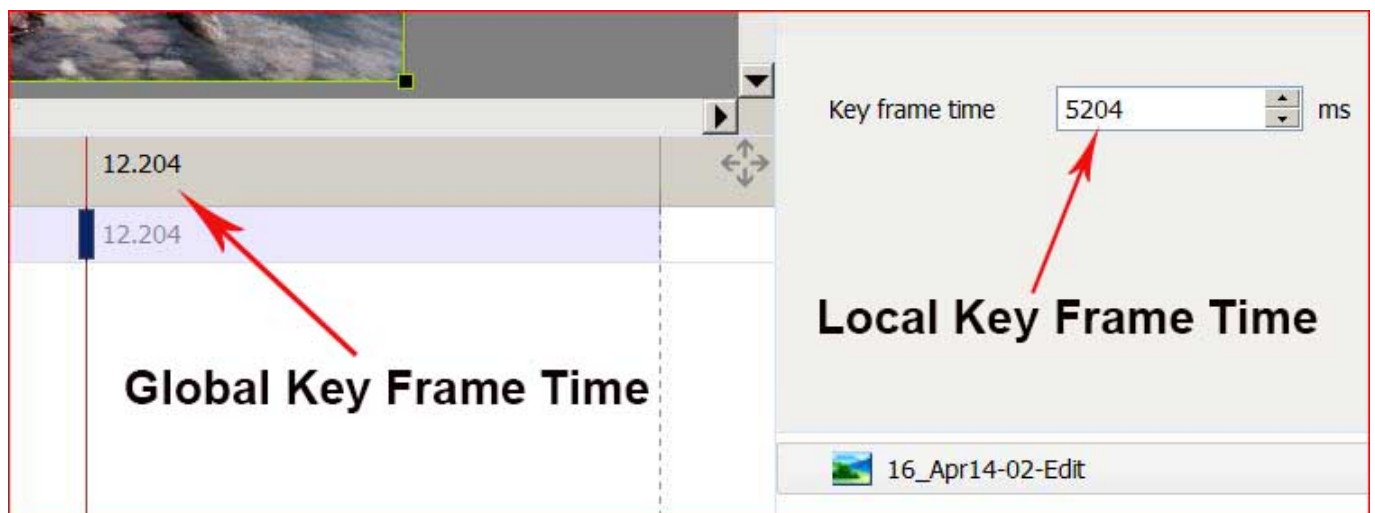 Key frame time 5204 ms
12.204
12.204
Local Key Frame Time
Global Key Frame Time
16_Apr14-02-Edit